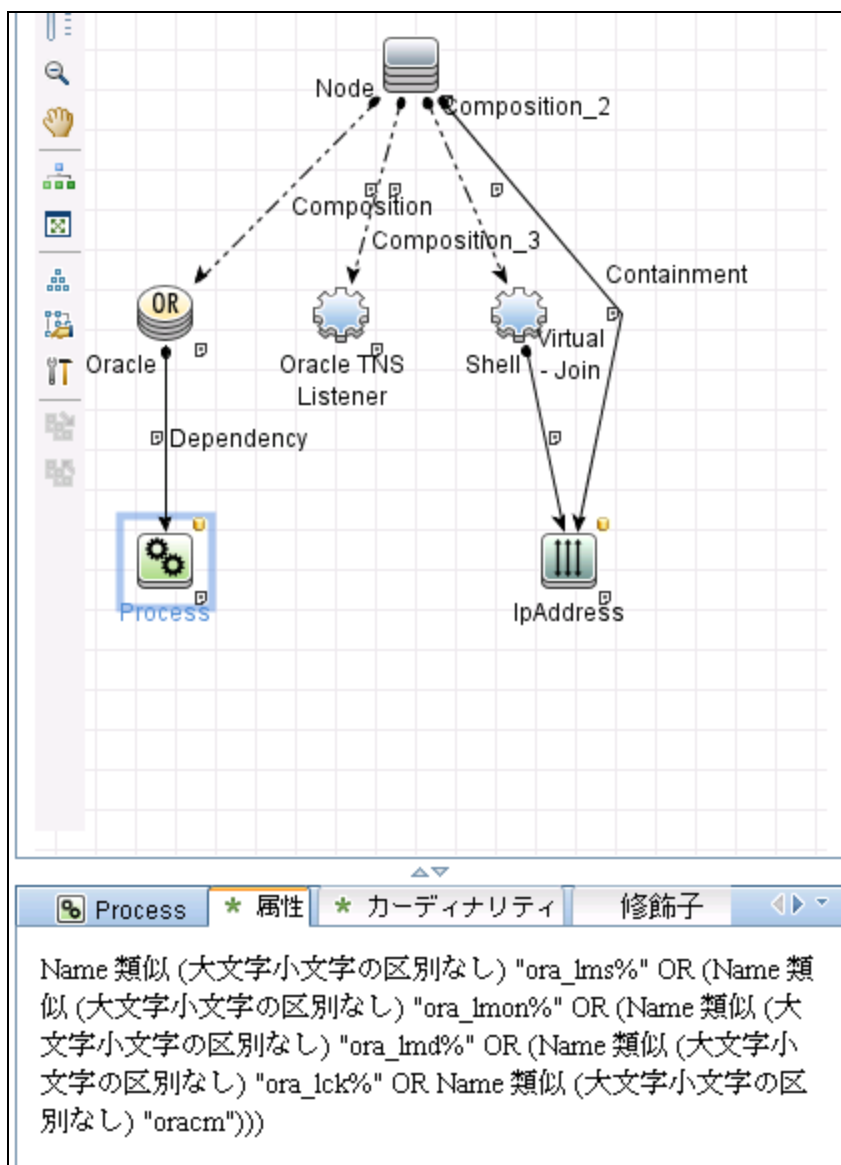 Node
Composition_2
Composition
Composition_3
Containment
OR
Oracle
Oracle TNS
Listener
Shell
Virtual
- Join
Dependency
Process
IpAddress
Process
* 属性
* カーディナリティ
修飾子
Name 類似 (大文字小文字の区別なし) "ora_lms%" OR (Name 類
似 (大文字小文字の区別なし) "ora_lmon%" OR (Name 類似 (大
文字小文字の区別なし) "ora_lmd%" OR (Name 類似 (大文字小
文字の区別なし) "ora_lck%" OR Name 類似 (大文字小文字の区
別なし) "oracm")))